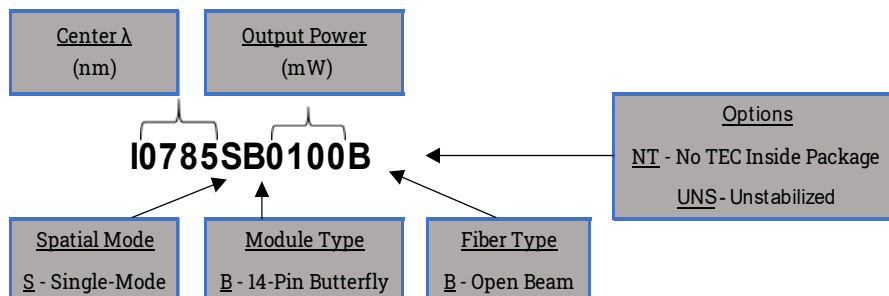 Center λ
(nm)
Output Power
(mW)
I0785SB0100B
Options
NT - No TEC Inside Package
UNS - Unstabilized
Spatial Mode
S - Single-Mode
Module Type
B - 14-Pin Butterfly
Fiber Type
B - Open Beam